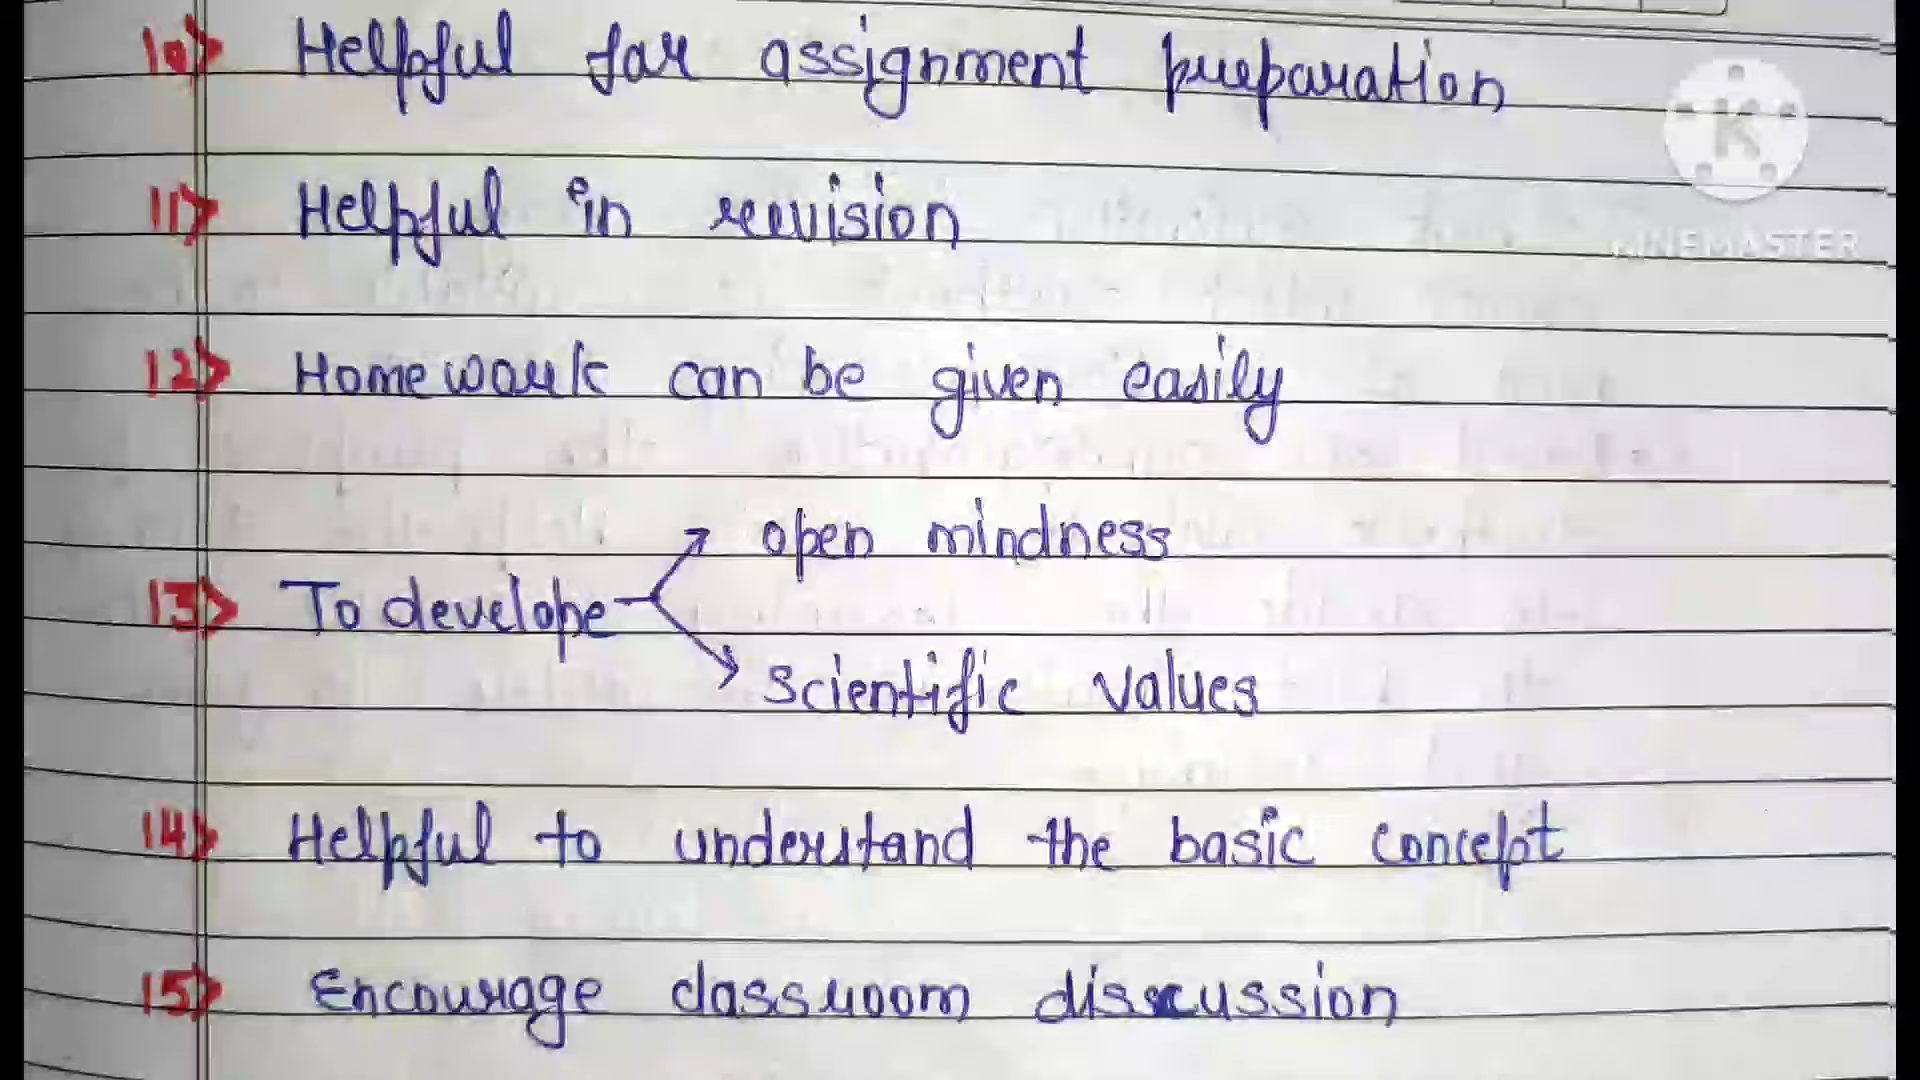 10> Helpful for assignment preparation
K
KINEMASTER
11> Helpful in revision
12> Homework can be given easily
open mindness
13> To develope
scientific values
14> Helpful to understand the basic concept
15> Encourage classroom discussion